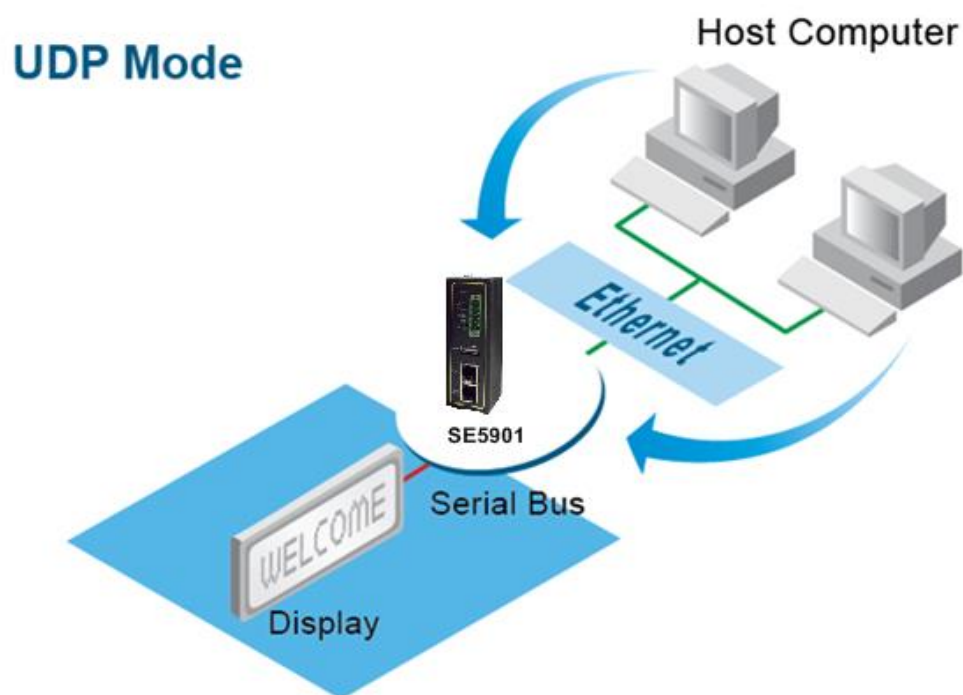 UDP Mode
Host Computer
Ethernet
SE5901
Serial Bus
WELCOME
Display